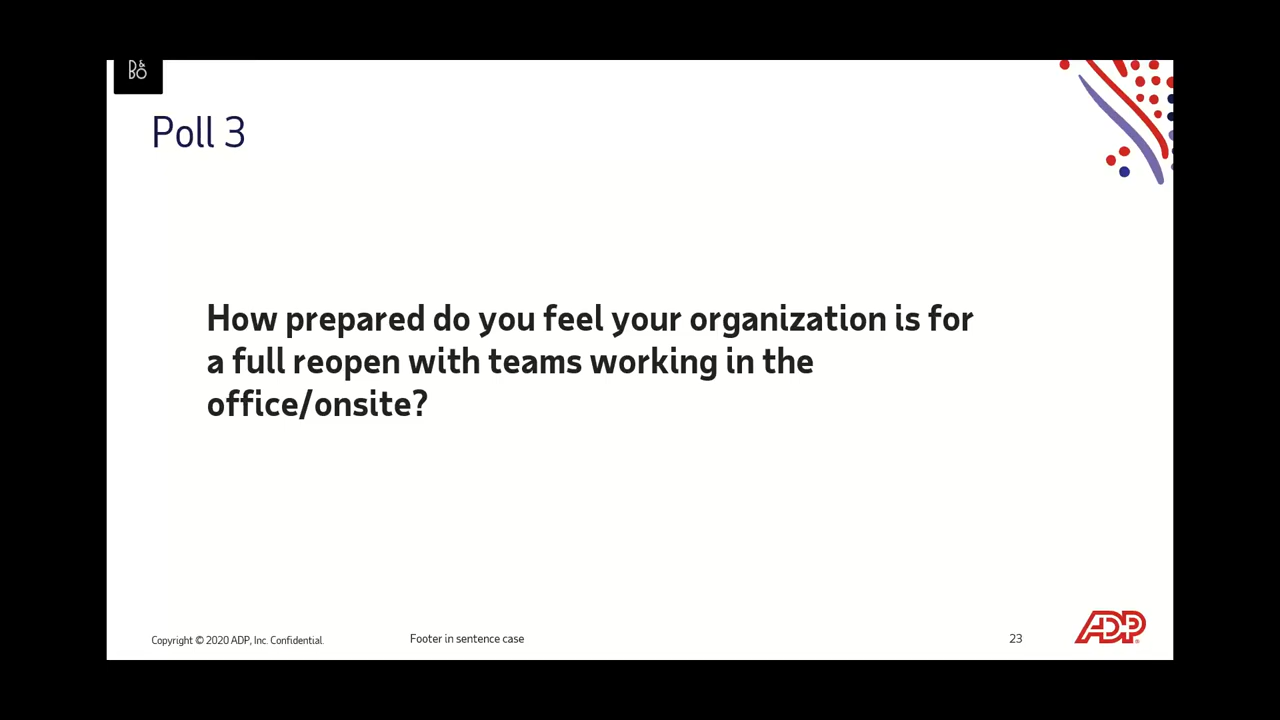 D&
BO
Poll 3
How prepared do you feel your organization is for
a full reopen with teams working in the
office/onsite?
Copyright © 2020 ADP, Inc. Confidential.
Footer in sentence case
23
ADP